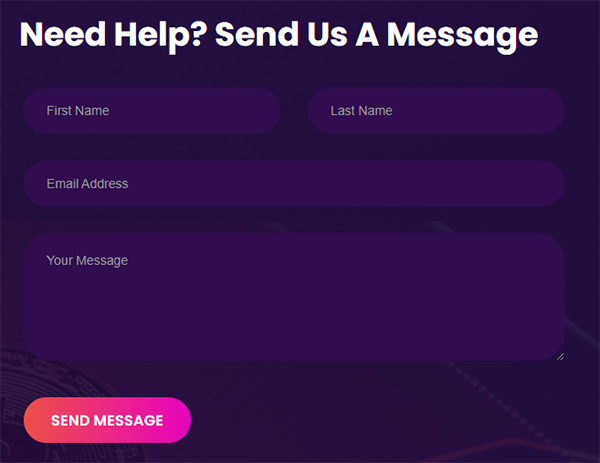 Need Help? Send Us A Message
First Name
Last Name
Email Address
Your Message
SEND MESSAGE